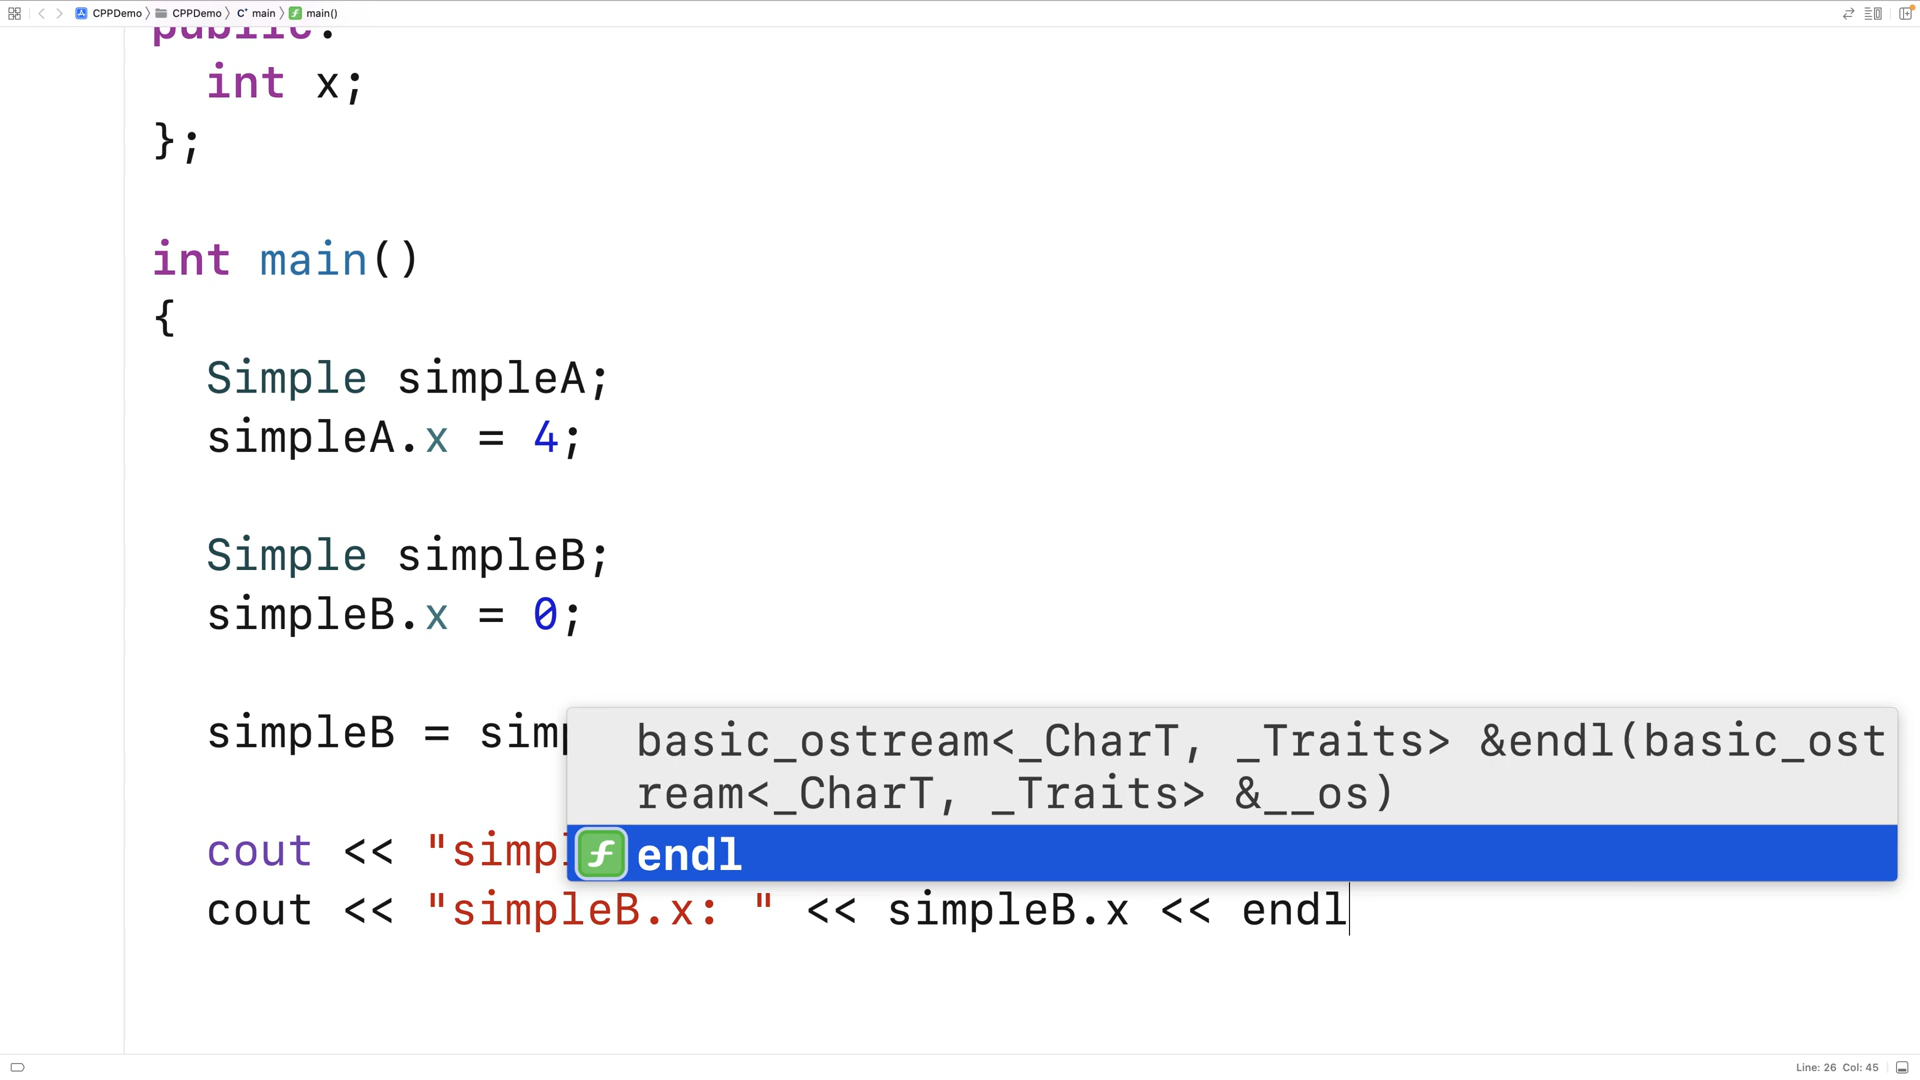 CPPDemo CPPDemo C+ main main()
public:
int x;
};
int main()
{
Simple simpleA;
simpleA.x = 4;
Simple simpleB;
simpleB.x = 0;
simpleB = simp
basic_ostream<_CharT, _Traits> &endl(basic_ost
ream<_CharT, _Traits> &__os)
cout << "simpl
f endl
cout << "simpleB.x: " << simpleB.x << endl
Line: 26 Col: 45